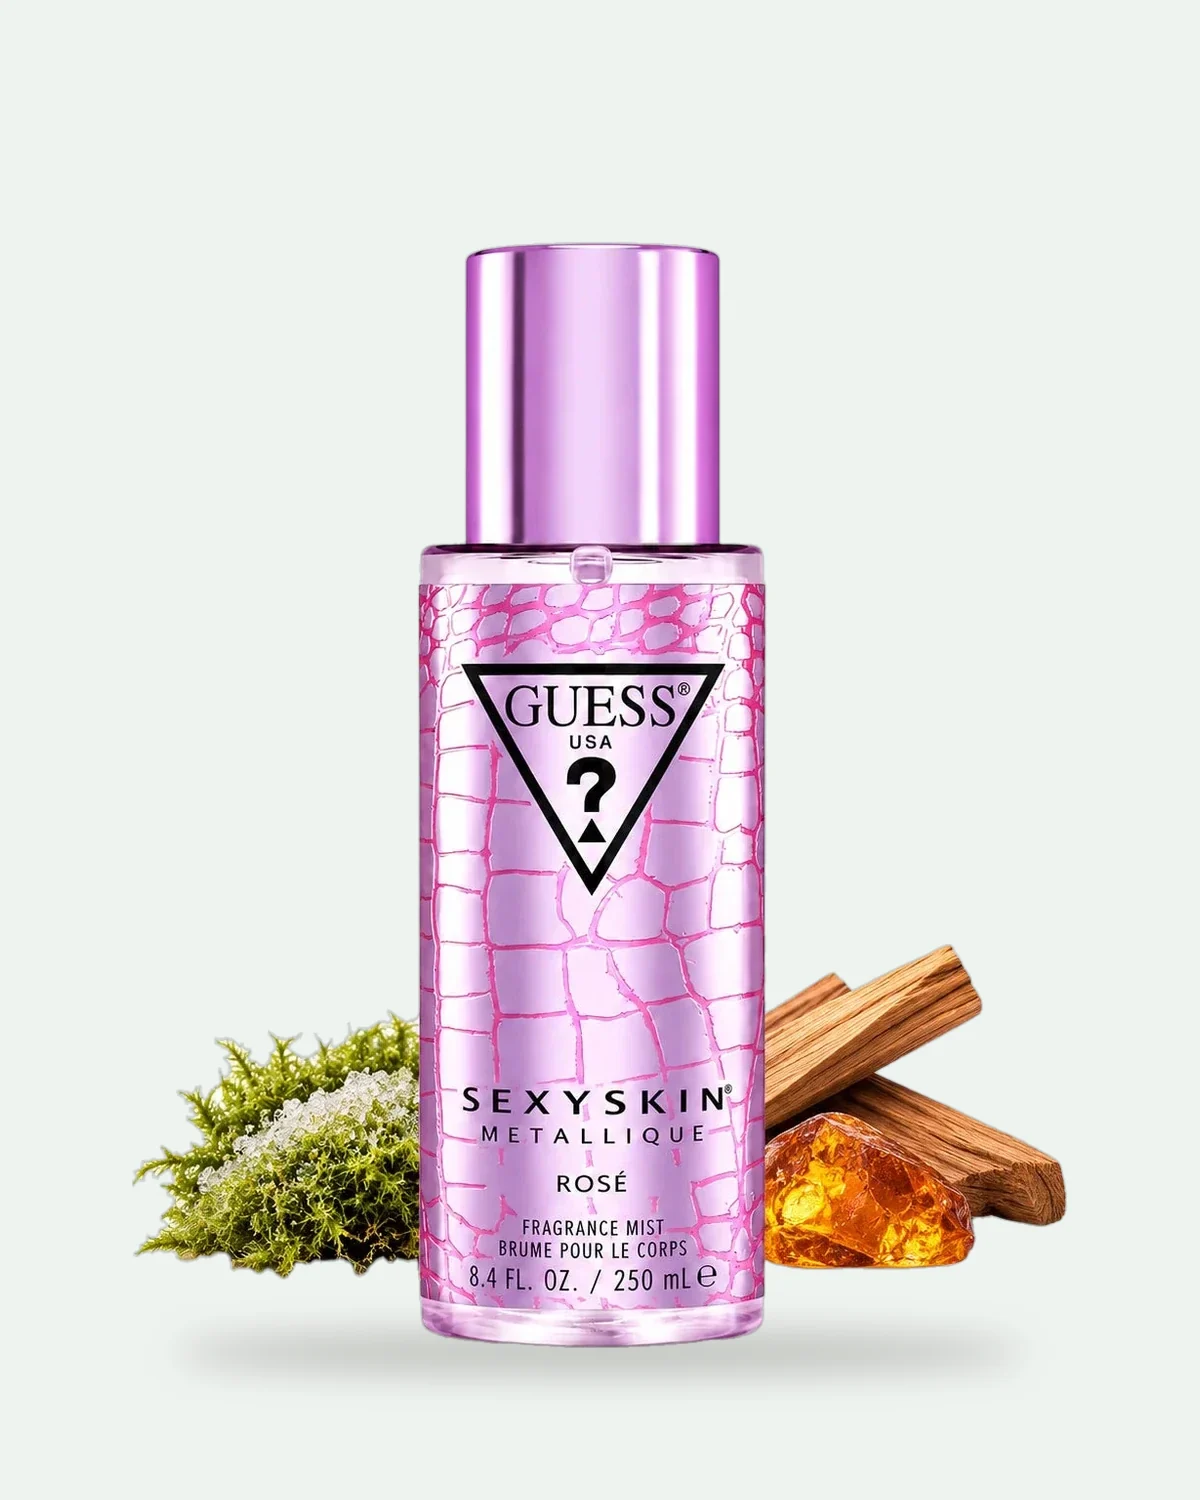 GUESS®
USA
?
SEXYSKIN®
METALLIQUE
ROSÉ
FRAGRANCE MIST
BRUME POUR LE CORPS
8.4 FL. OZ. / 250 mL ℮